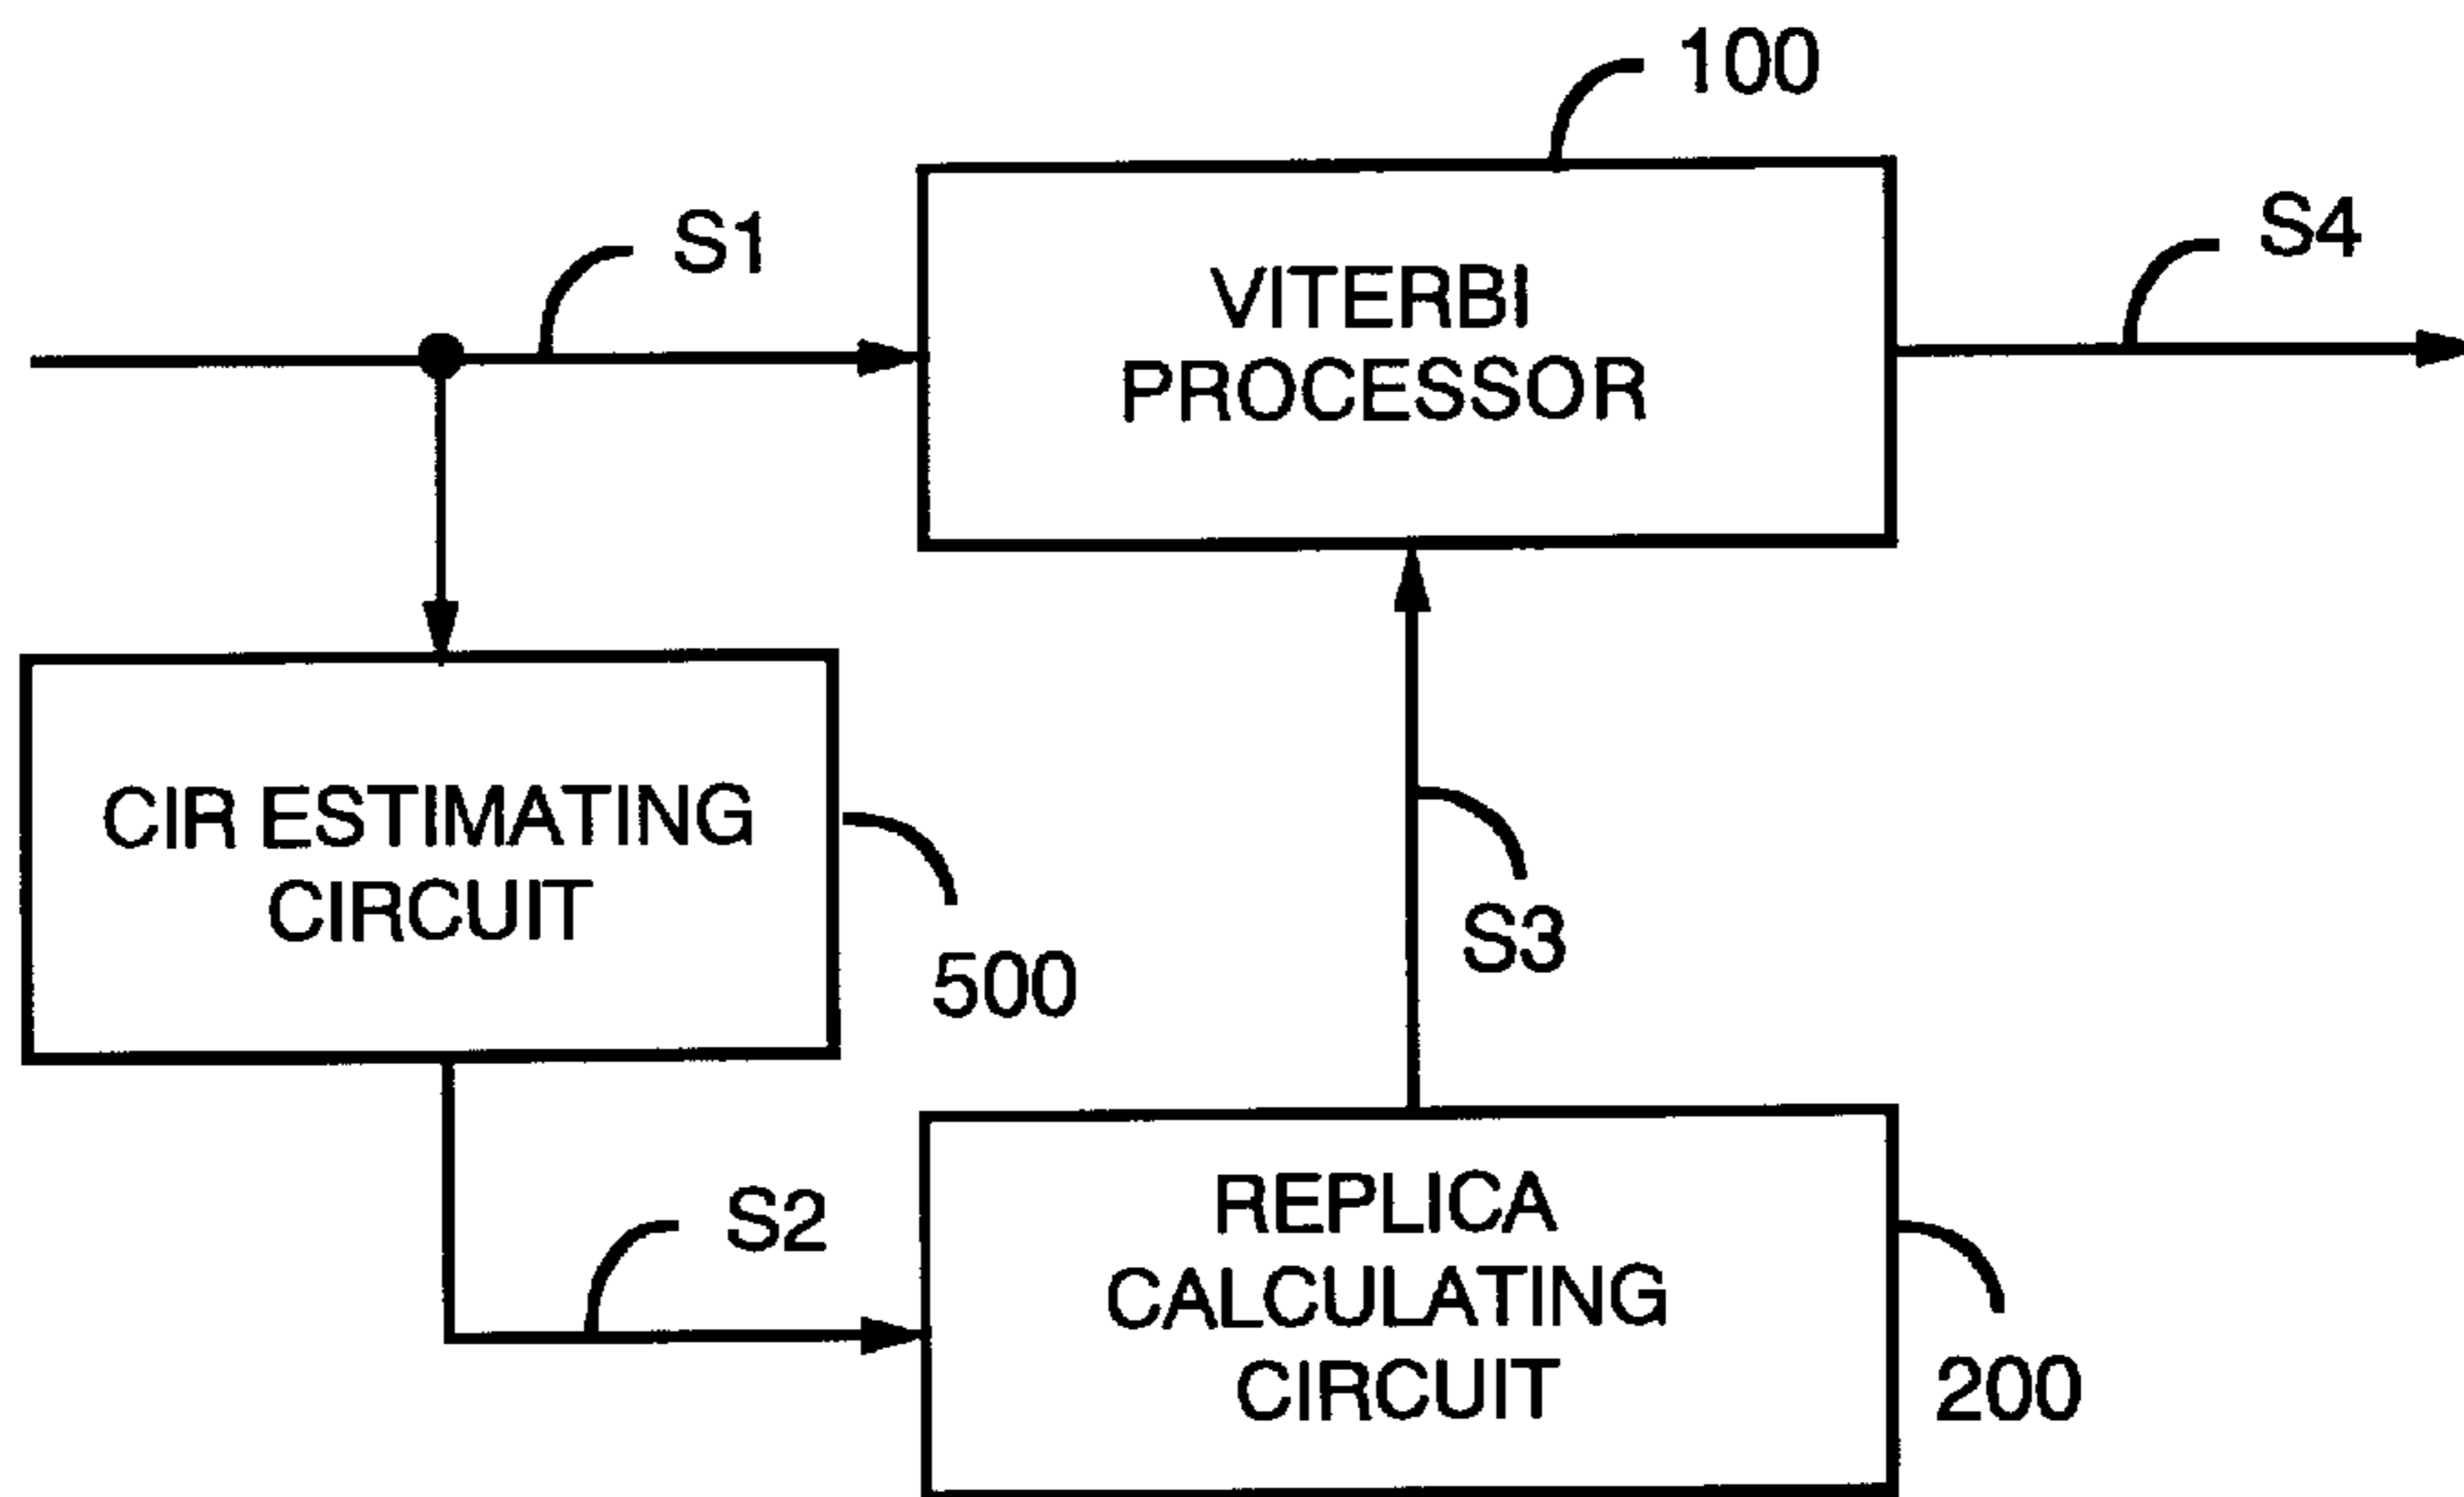 100
S1
S4
VITERBI
PROCESSOR
CIR ESTIMATING
CIRCUIT
500
S3
S2
REPLICA
CALCULATING
CIRCUIT
200